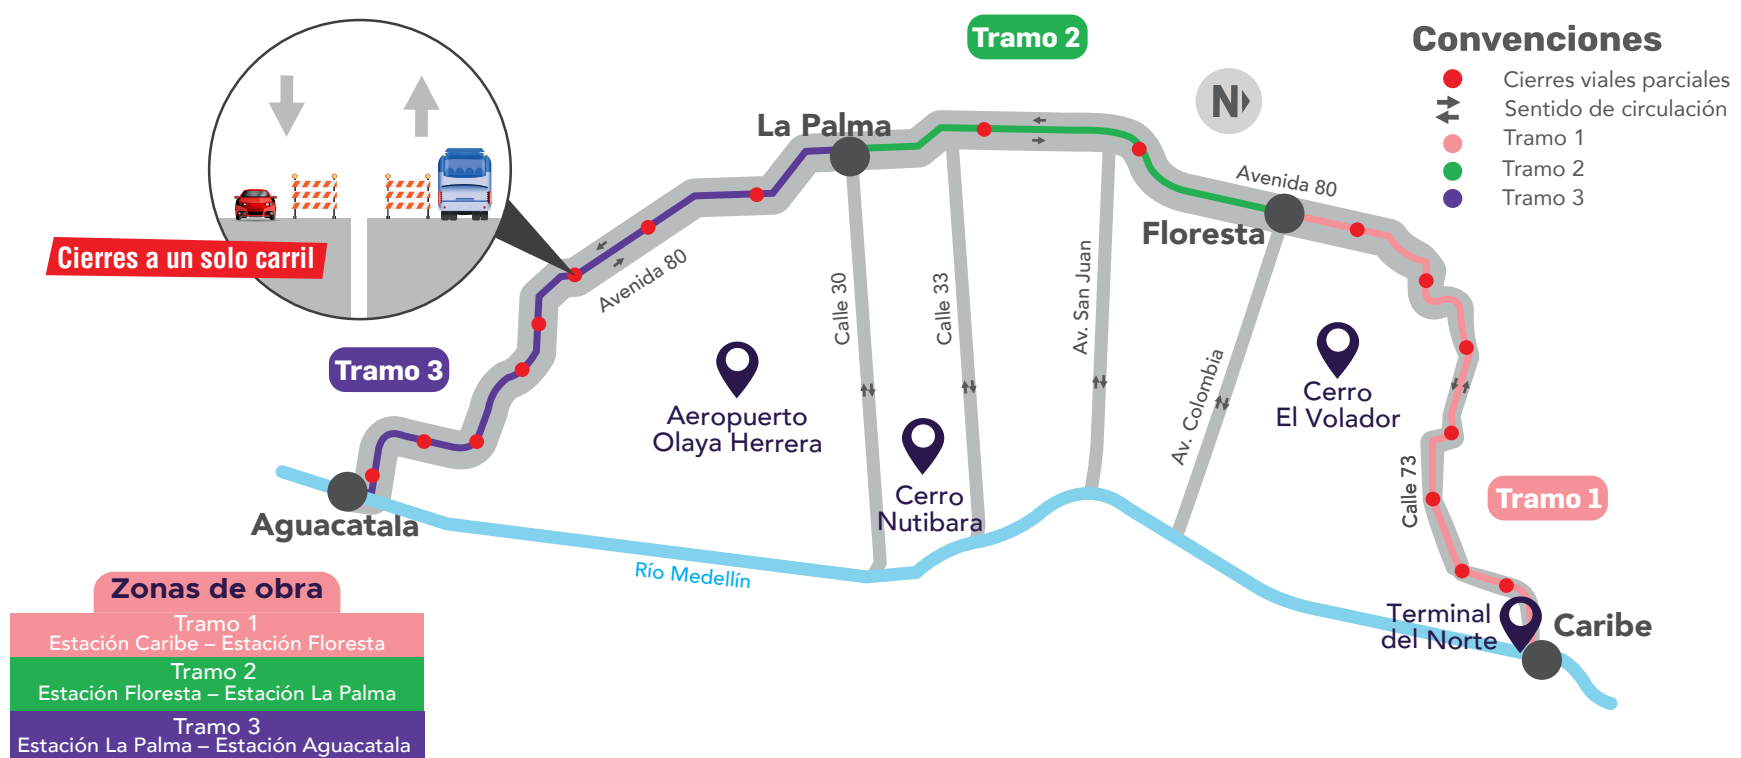 Tramo 2
Convenciones
Cierres viales parciales
Sentido de circulación
Tramo 1
Tramo 2
Tramo 3
N
La Palma
Avenida 80
Floresta
Cierres a un solo carril
Avenida 80
Calle 30
Calle 33
Av. San Juan
Av. Colombia
Cerro
El Volador
Tramo 3
Aeropuerto
Olaya Herrera
Cerro
Nutibara
Calle 73
Tramo 1
Aguacatala
Río Medellín
Terminal
del Norte
Caribe
Zonas de obra
Tramo 1
Estación Caribe – Estación Floresta
Tramo 2
Estación Floresta – Estación La Palma
Tramo 3
Estación La Palma – Estación Aguacatala